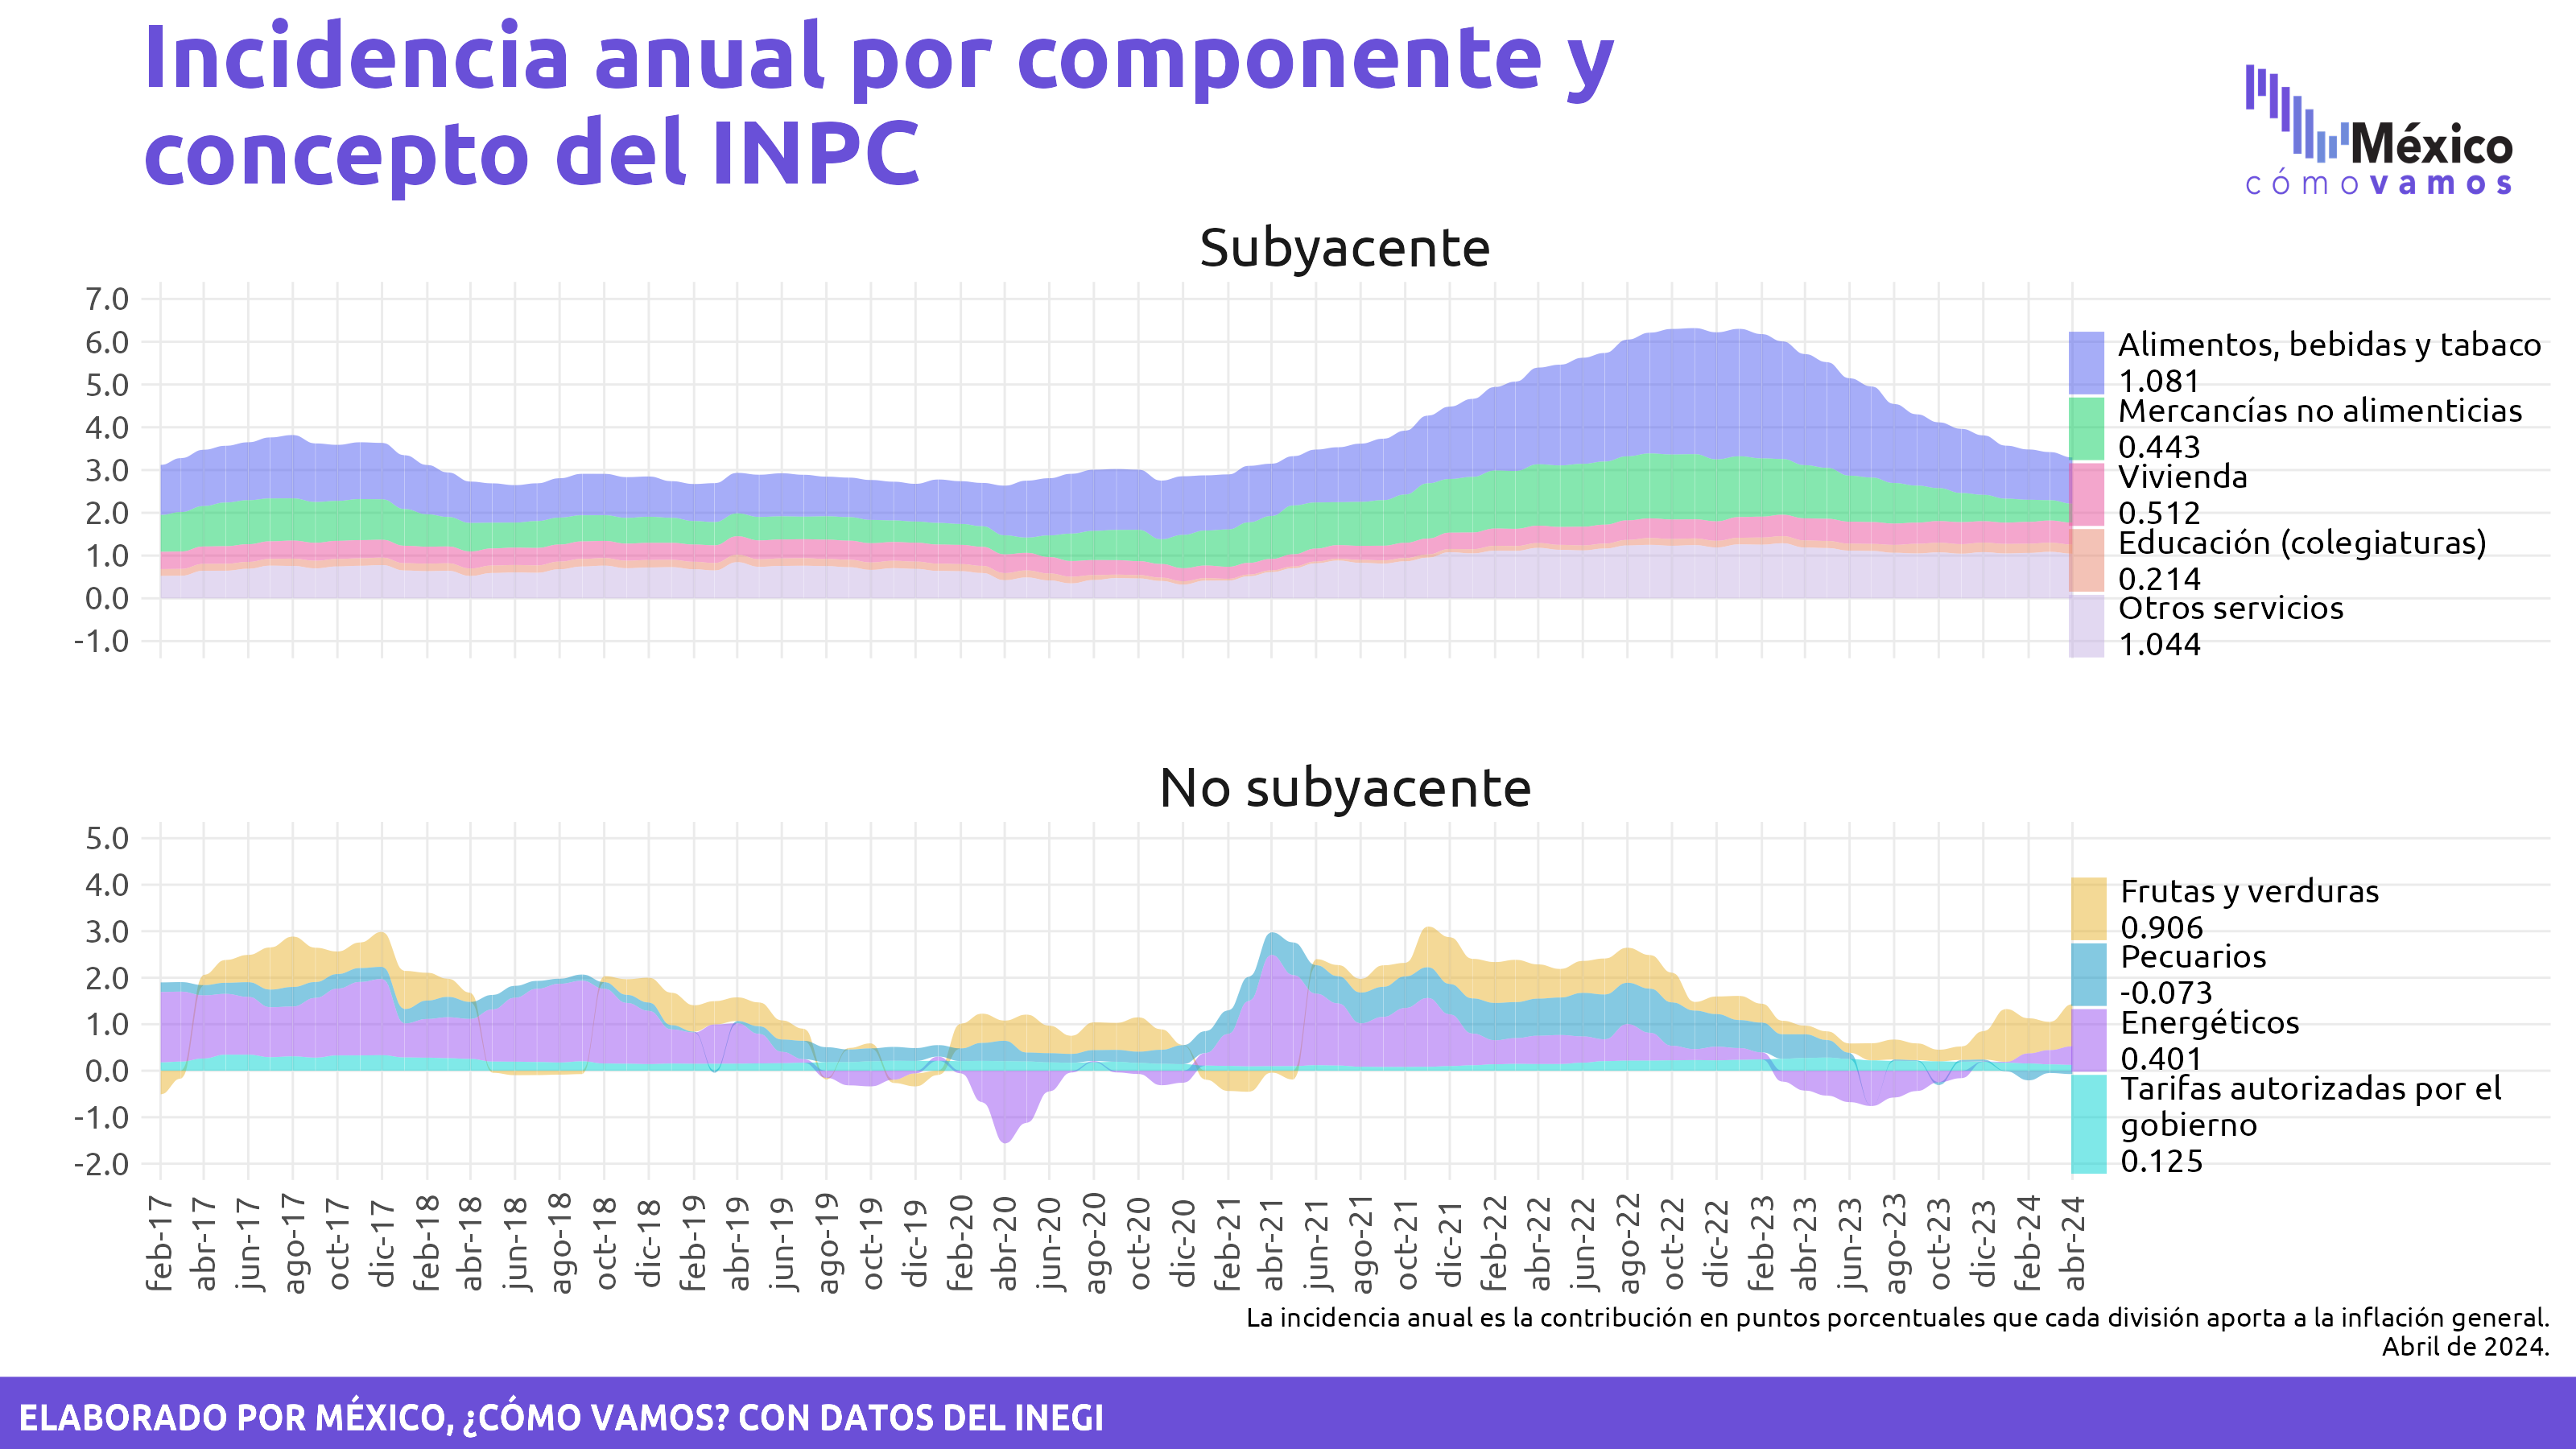 Incidencia anual por componente y
concepto del INPC
México
cómovamos
Subyacente
7.0
6.0
5.0
4.0
3.0
2.0
1.0
0.0
-1.0
Alimentos, bebidas y tabaco
1.081
Mercancías no alimenticias
0.443
Vivienda
0.512
Educación (colegiaturas)
0.214
Otros servicios
1.044
No subyacente
5.0
4.0
3.0
2.0
1.0
0.0
-1.0
-2.0
Frutas y verduras
0.906
Pecuarios
-0.073
Energéticos
0.401
Tarifas autorizadas por el
gobierno
0.125
feb-17
abr-17
jun-17
ago-17
oct-17
dic-17
feb-18
abr-18
jun-18
ago-18
oct-18
dic-18
feb-19
abr-19
jun-19
ago-19
oct-19
dic-19
feb-20
abr-20
jun-20
ago-20
oct-20
dic-20
feb-21
abr-21
jun-21
ago-21
oct-21
dic-21
feb-22
abr-22
jun-22
ago-22
oct-22
dic-22
feb-23
abr-23
jun-23
ago-23
oct-23
dic-23
feb-24
abr-24
La incidencia anual es la contribución en puntos porcentuales que cada división aporta a la inflación general.
Abril de 2024.
ELABORADO POR MÉXICO, ¿CÓMO VAMOS? CON DATOS DEL INEGI